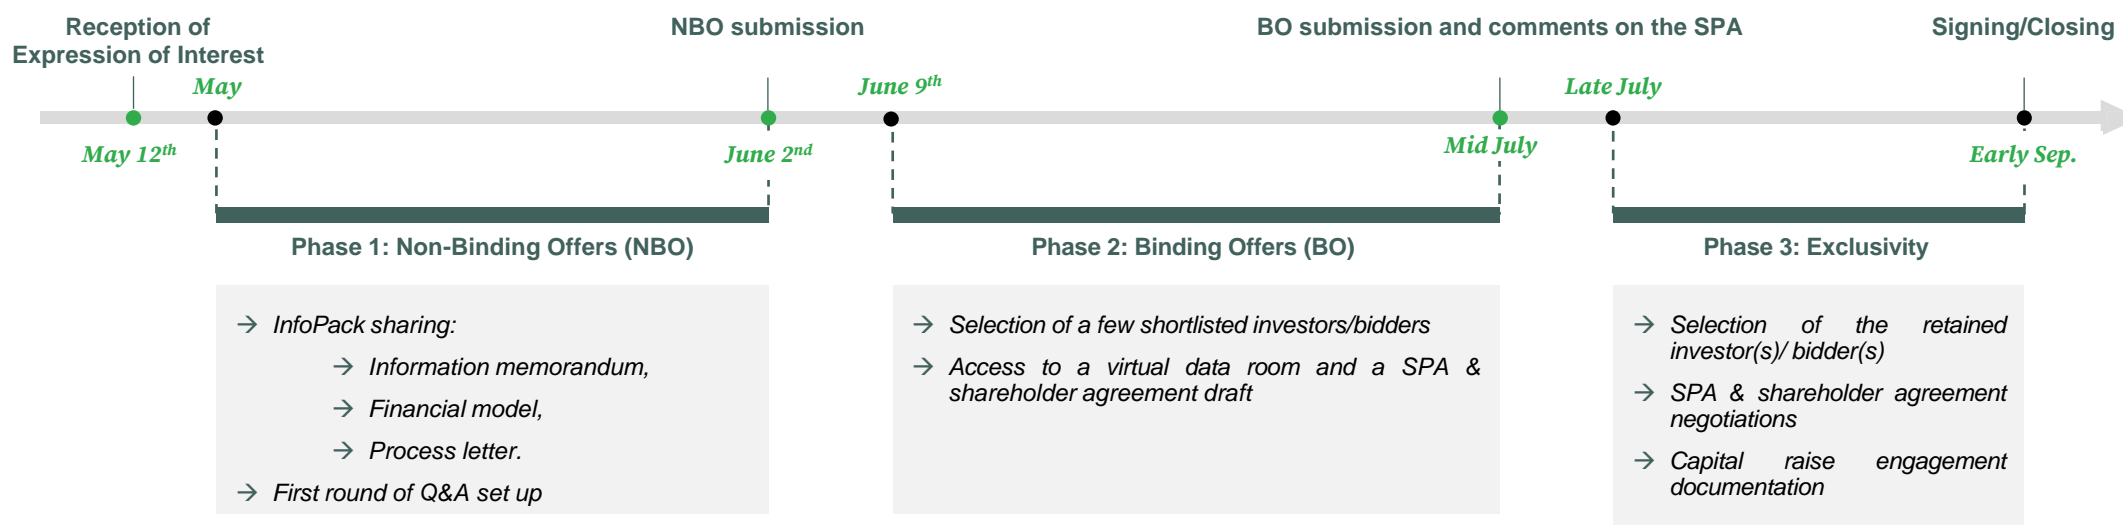 Reception of
Expression of Interest
NBO submission
BO submission and comments on the SPA
Signing/Closing
May
June 9th
Late July
May 12th
June 2nd
Mid July
Early Sep.
Phase 1: Non-Binding Offers (NBO)
Phase 2: Binding Offers (BO)
Phase 3: Exclusivity
→ InfoPack sharing:
→ Information memorandum,
→ Financial model,
→ Process letter.
→ First round of Q&A set up
→ Selection of a few shortlisted investors/bidders
→ Access to a virtual data room and a SPA &
shareholder agreement draft
→ Selection of the retained
investor(s)/ bidder(s)
→ SPA & shareholder agreement
negotiations
→ Capital raise engagement
documentation